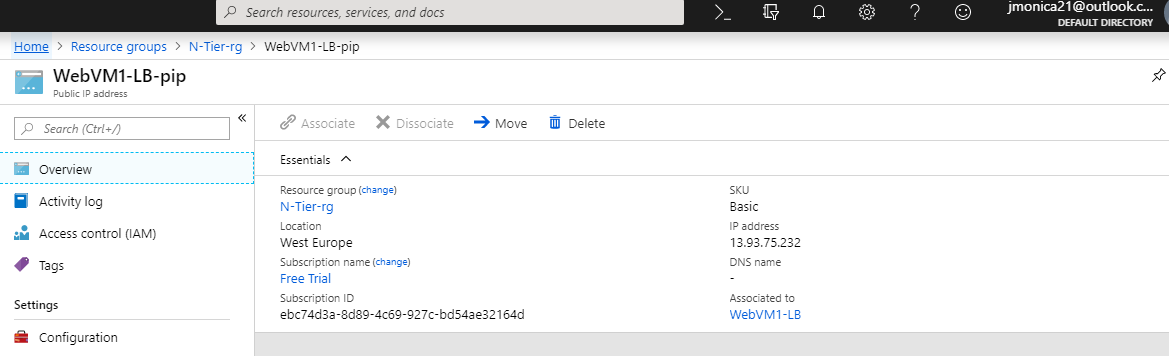 Search resources, services, and docs
jmonica21@outlook.c...
DEFAULT DIRECTORY
Home > Resource groups > N-Tier-rg > WebVM1-LB-pip
WebVM1-LB-pip
Public IP address
Search (Ctrl+/)
Overview
Activity log
Access control (IAM)
Tags
Settings
Configuration
Associate Dissociate Move Delete
Essentials
Resource group (change)
N-Tier-rg
Location
West Europe
Subscription name (change)
Free Trial
Subscription ID
ebc74d3a-8d89-4c69-927c-bd54ae32164d
SKU
Basic
IP address
13.93.75.232
DNS name
-
Associated to
WebVM1-LB